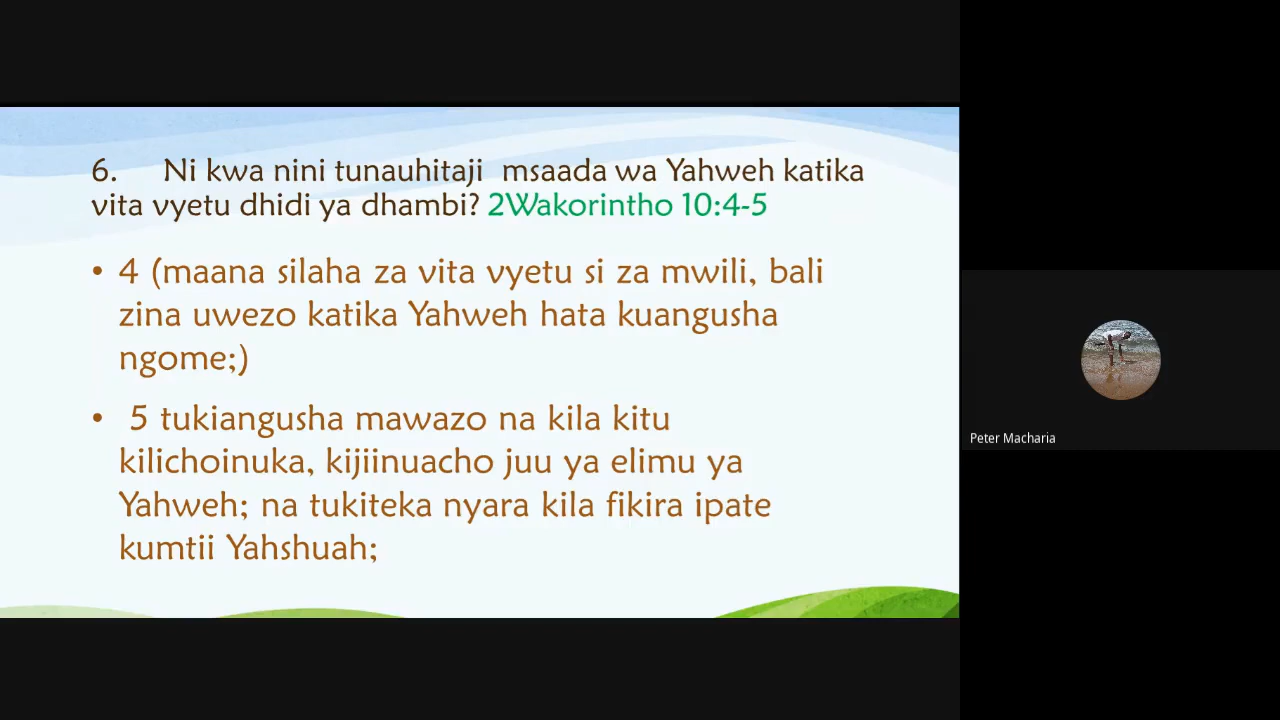 6. Ni kwa nini tunauhitaji msaada wa Yahweh katika
vita vyetu dhidi ya dhambi? 2Wakorintho 10:4-5
• 4 (maana silaha za vita vyetu si za mwili, bali
zina uwezo katika Yahweh hata kuangusha
ngome;)
• 5 tukiangusha mawazo na kila kitu
kilichoinuka, kijiinuacho juu ya elimu ya
Yahweh; na tukiteka nyara kila fikira ipate
kumtii Yahshuah;
Peter Macharia